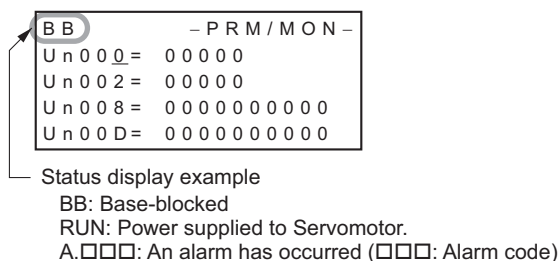 BB –PRM/MON–
Un000= 00000
Un002= 00000
Un008= 0000000000
Un00D= 0000000000
Status display example
BB: Base-blocked
RUN: Power supplied to Servomotor.
A.□□□: An alarm has occurred (□□□: Alarm code)